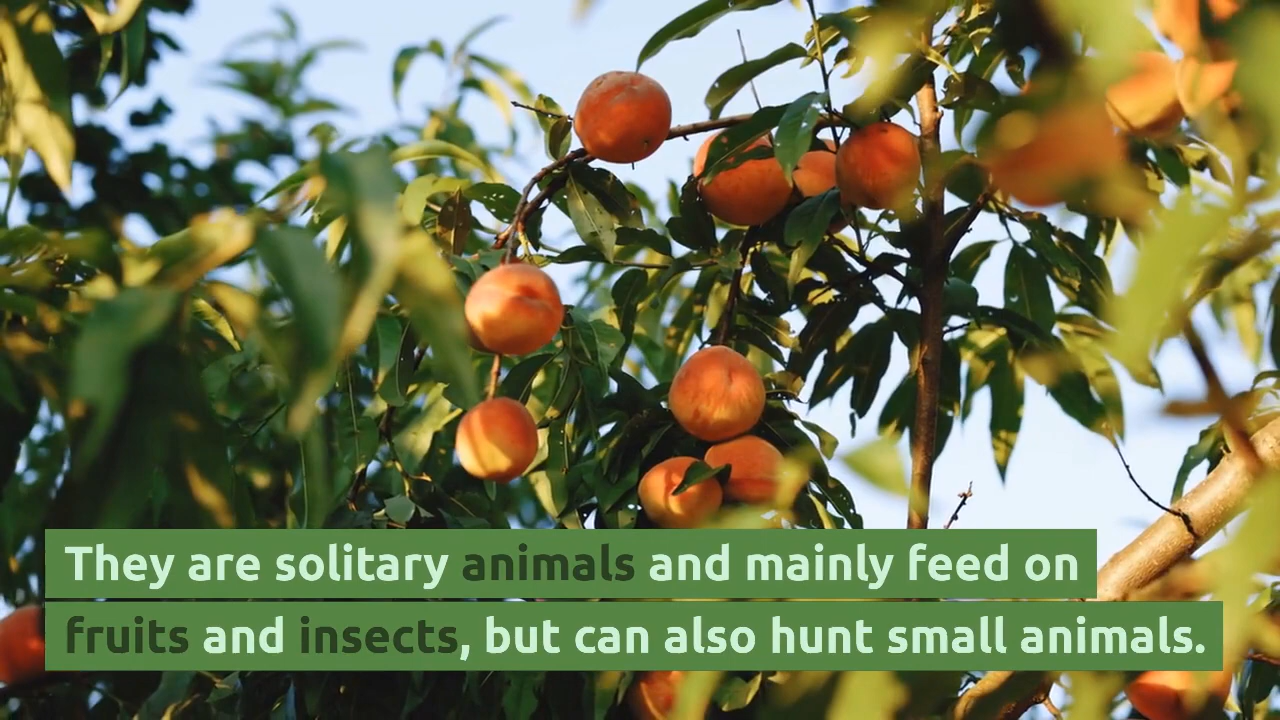 They are solitary animals and mainly feed on
fruits and insects, but can also hunt small animals.